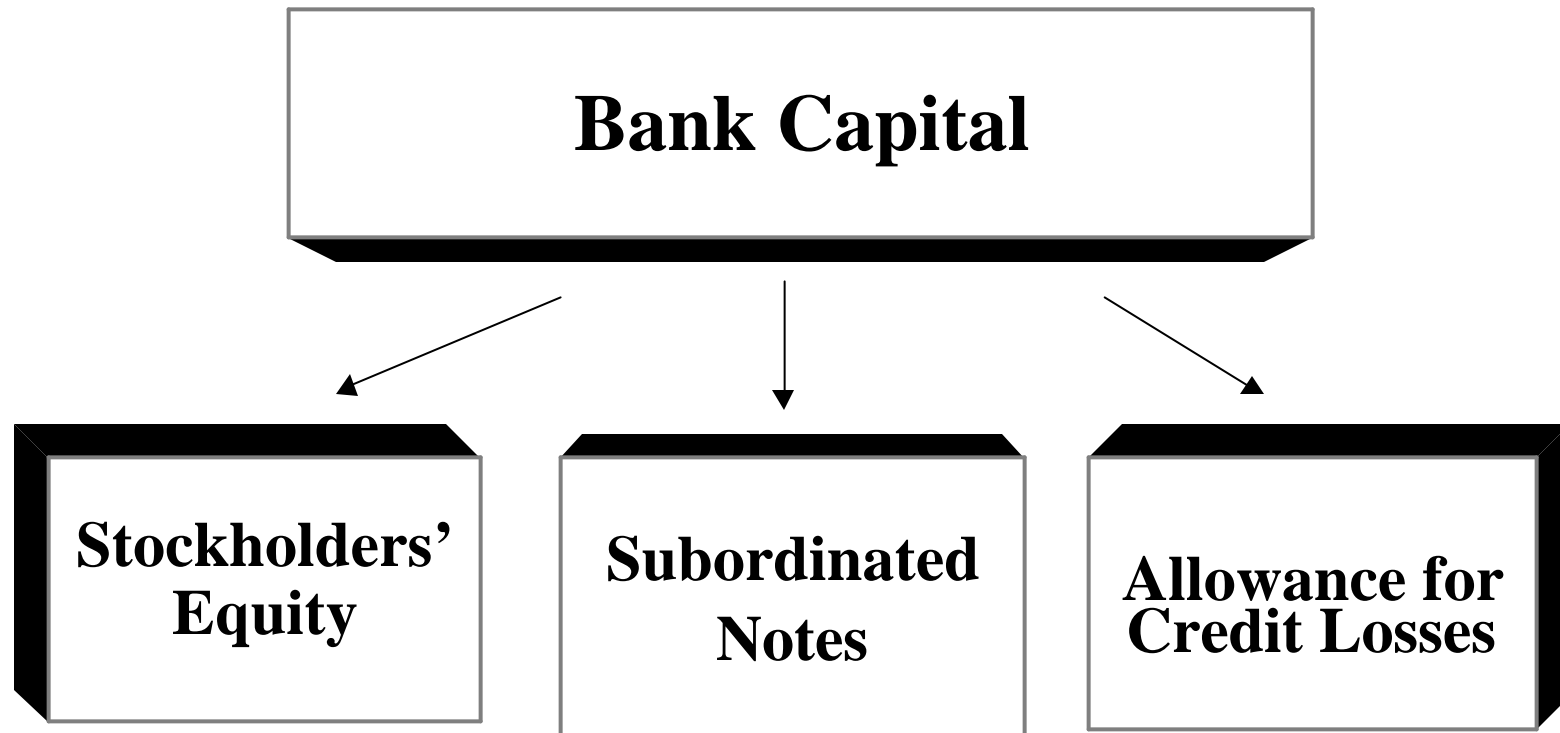 Bank Capital
Stockholders’
Equity
Subordinated
Notes
Allowance for
Credit Losses